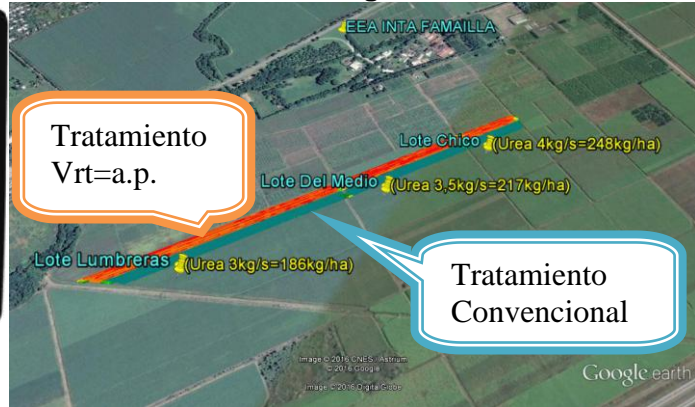 EEA INTA FAMAILLA
Tratamiento
Vrt=a.p.
Lote Chico (Urea 4kg/s=248kg/ha)
Lote Del Medio (Urea 3,5kg/s=217kg/ha)
Lote Lumbreras (Urea 3kg/s=186kg/ha)
Tratamiento
Convencional
Image © 2016 CNES / Astrium
© 2016 Google
Image © 2016 DigitalGlobe
Google earth